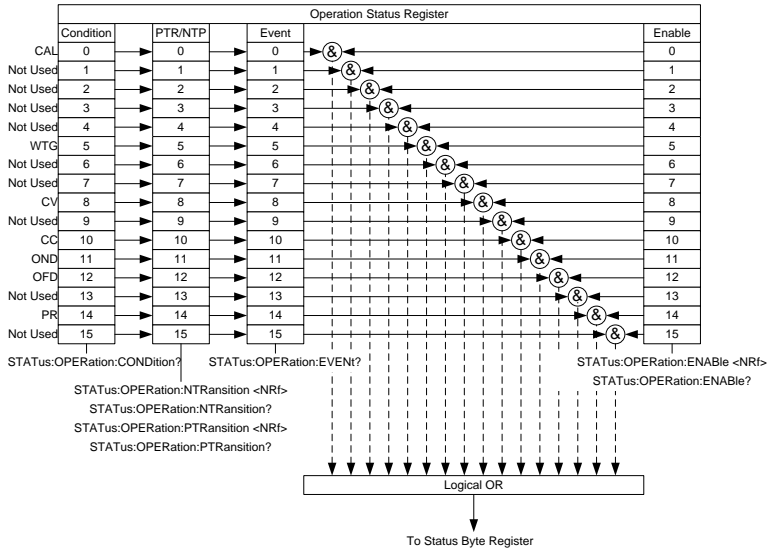 Operation Status Register
Condition PTR/NTP Event Enable
CAL 0 0 0 & 0
Not Used 1 1 1 & 1
Not Used 2 2 2 & 2
Not Used 3 3 3 & 3
Not Used 4 4 4 & 4
WTG 5 5 5 & 5
Not Used 6 6 6 & 6
Not Used 7 7 7 & 7
CV 8 8 8 & 8
Not Used 9 9 9 & 9
CC 10 10 10 & 10
OND 11 11 11 & 11
OFD 12 12 12 & 12
Not Used 13 13 13 & 13
PR 14 14 14 & 14
Not Used 15 15 15 & 15
STATus:OPERation:CONDition? STATus:OPERation:EVENt? STATus:OPERation:ENABle <NRf>
STATus:OPERation:ENABle?
STATus:OPERation:NTRansition <NRf>
STATus:OPERation:NTRansition?
STATus:OPERation:PTRansition <NRf>
STATus:OPERation:PTRansition?
Logical OR
To Status Byte Register